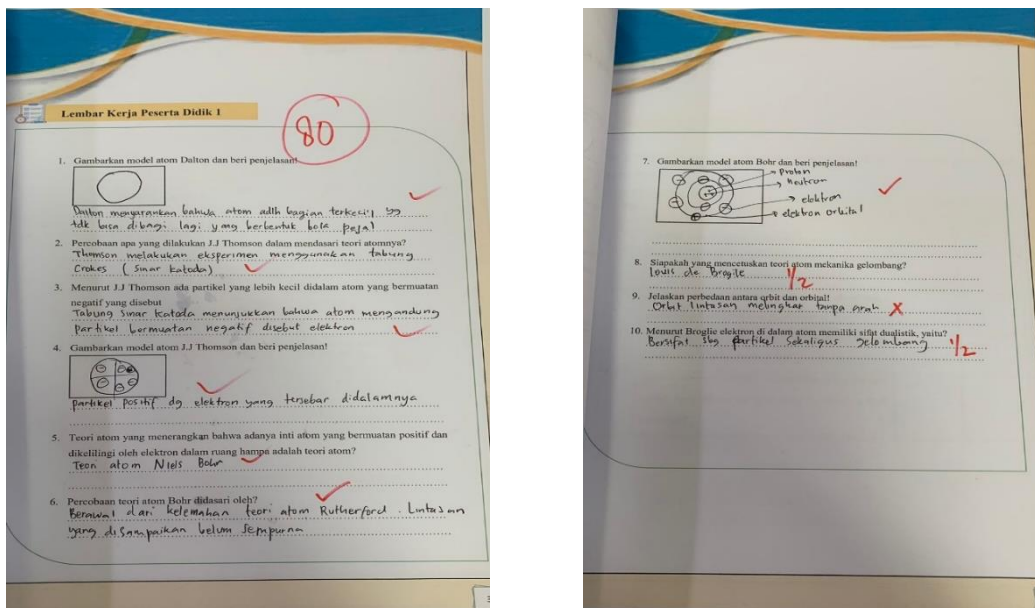 Lembar Kerja Peserta Didik 1
80
1. Gambarkan model atom Dalton dan beri penjelasan!
Dalton menyarankan bahwa atom adlh bagian terkecil yg
tdk bisa dibagi lagi yang berbentuk bola pejal
2. Percobaan apa yang dilakukan J.J Thomson dalam mendasari teori atomnya?
Thomson melakukan eksperimen menggunakan tabung
Crokes (Sinar katoda)
3. Menurut J.J Thomson ada partikel yang lebih kecil didalam atom yang bermuatan
negatif yang disebut
Tabung Sinar katoda menunjukkan bahwa atom mengandung
Partikel bermuatan negatif disebut elektron
4. Gambarkan model atom J.J Thomson dan beri penjelasan!
partikel positif dg elektron yang tersebar didalamnya
5. Teori atom yang menerangkan bahwa adanya inti atom yang bermuatan positif dan
dikelilingi oleh elektron dalam ruang hampa adalah teori atom?
Teori atom Niels Bohr
6. Percobaan teori atom Bohr didasari oleh?
Berawal dari kelemahan teori atom Rutherford. Lintasan
yang disampaikan belum Sempurna
7. Gambarkan model atom Bohr dan beri penjelasan!
Proton
Neutron
elektron
elektron orbital
8. Siapakah yang mencetuskan teori atom mekanika gelombang?
Louis de Brogile
1/2
9. Jelaskan perbedaan antara orbit dan orbital!
Orbit lintasan melingkar tanpa arah
10. Menurut Broglie elektron di dalam atom memiliki sifat dualistik, yaitu?
Bersifat sbg partikel Sekaligus gelombang
1/2